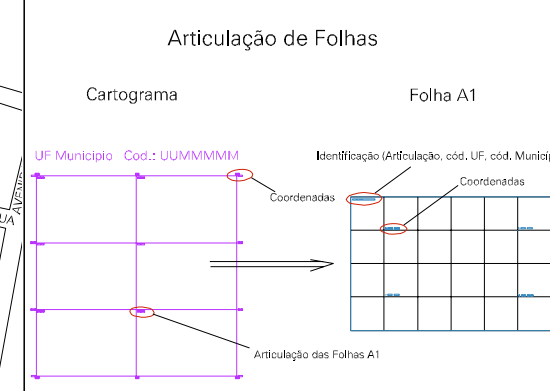 Articulação de Folhas
Cartograma
Folha A1
UF Municipio Cod.: UUMMMMM
Identificação (Articulação, cód. UF, cód. Municíp
Coordenadas
Coordenadas
Articulação das Folhas A1